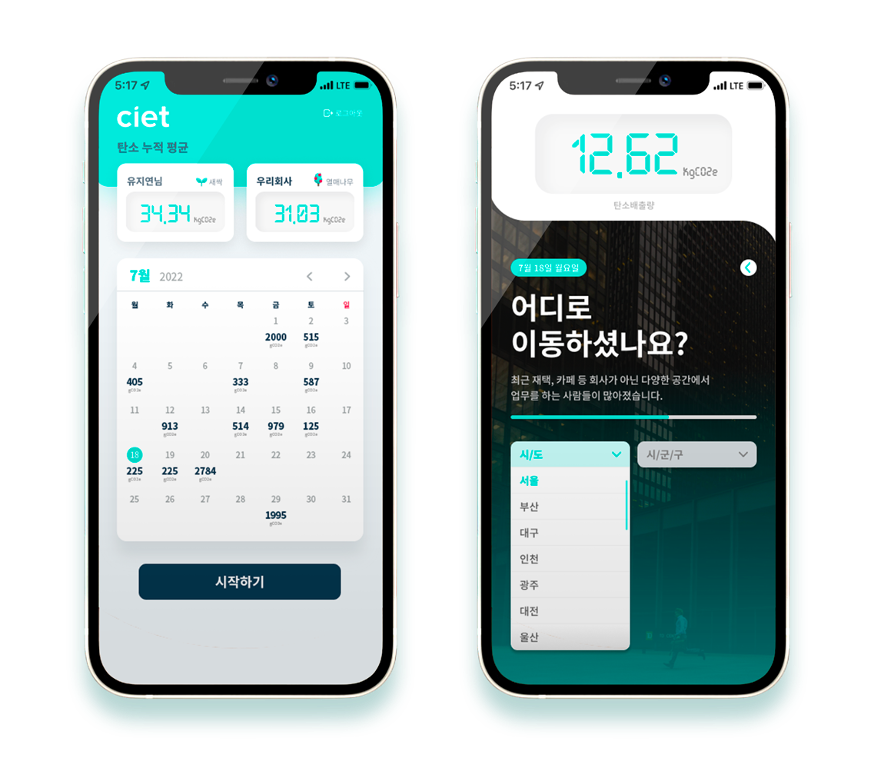 5:17
LTE
ciet
로그아웃
탄소 누적 평균
유지연님
새싹
34.34 KgCO2e
우리회사
열매나무
31.03 KgCO2e
7월 2022
월 화 수 목 금 토 일
1 2 3
2000 515
gCO2e gCO2e
4 5 6 7 8 9 10
405 333 587
gCO2e gCO2e gCO2e
11 12 13 14 15 16 17
913 514 979 125
gCO2e gCO2e gCO2e gCO2e
18 19 20 21 22 23 24
225 225 2784
gCO2e gCO2e gCO2e
25 26 27 28 29 30 31
1995
gCO2e
시작하기
5:17
LTE
12.62 KgCO2e
탄소배출량
7월 18일 월요일
어디로
이동하셨나요?
최근 재택, 카페 등 회사가 아닌 다양한 공간에서
업무를 하는 사람들이 많아졌습니다.
시/도
시/군/구
서울
부산
대구
인천
광주
대전
울산